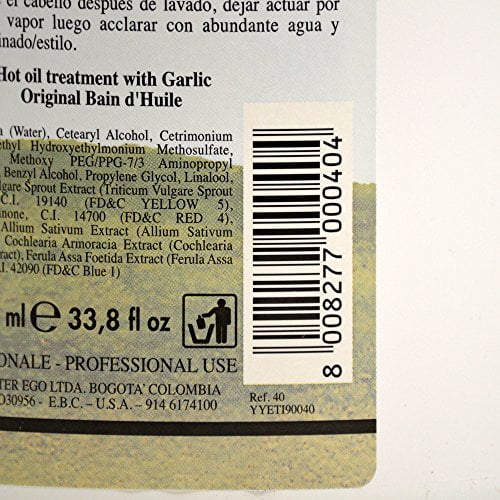 el cabello después de lavado, dejar actuar por
vapor luego acclarar con abundante agua y
inado/estilo.
Hot oil treatment with Garlic
Original Bain d'Huile
a (Water), Cetearyl Alcohol, Cetrimonium
ethyl Hydroxyethylmonium Methosulfate,
Methoxy PEG/PPG-7/3 Aminopropyl
, Benzyl Alcohol, Propylene Glycol, Linalool,
lgare Sprout Extract (Triticum Vulgare Sprout
C.I. 19140 (FD&C YELLOW 5),
inone, C.I. 14700 (FD&C RED 4),
Allium Sativum Extract (Allium Sativum
Cochlearia Armoracia Extract (Cochlearia
ract), Ferula Assa Foetida Extract (Ferula Assa
.I. 42090 (FD&C Blue 1)
ml e 33,8 fl oz
ONALE - PROFESSIONAL USE
TER EGO LTDA. BOGOTA' COLOMBIA
O30956 - E.B.C. - U.S.A. - 914 6174100
8 008277 000404
Ref. 40
YYETI90040